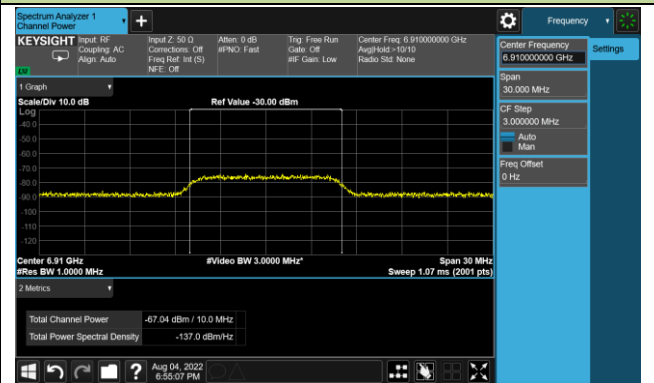 Spectrum Analyzer 1
Channel Power
+
Frequency
KEYSIGHT
Input: RF
Coupling: AC
Align: Auto
Input Z: 50 Ω
Corrections: Off
Freq Ref: Int (S)
NFE: Off
Atten: 0 dB
#PNO: Fast
Trig: Free Run
Gate: Off
#IF Gain: Low
Center Freq: 6.910000000 GHz
Avg|Hold:>10/10
Radio Std: None
1 Graph
Scale/Div 10.0 dB
Ref Value -30.00 dBm
Log
-40.0
-50.0
-60.0
-70.0
-80.0
-90.0
-100
-110
-120
Center 6.91 GHz
#Video BW 3.0000 MHz*
Span 30 MHz
#Res BW 1.0000 MHz
Sweep 1.07 ms (2001 pts)
2 Metrics
Total Channel Power
-67.04 dBm / 10.0 MHz
Total Power Spectral Density
-137.0 dBm/Hz
Center Frequency
6.910000000 GHz
Settings
Span
30.000 MHz
CF Step
3.000000 MHz
Auto
Man
Freq Offset
0 Hz
?
Aug 04, 2022
6:55:07 PM